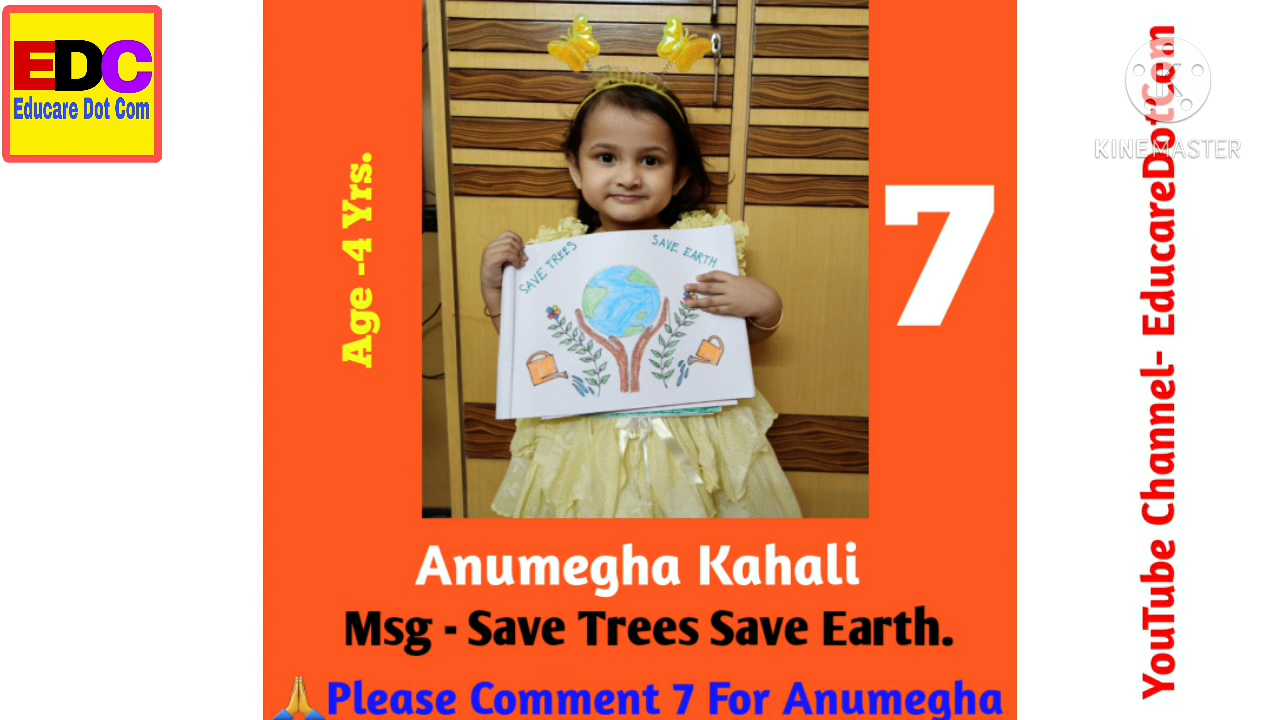 EDC
Educare Dot Com
Age -4 Yrs.
SAVE TREES
SAVE EARTH
7
KINEMASTER
YouTube Channel- EducareDotCom
Anumegha Kahali
Msg - Save Trees Save Earth.
🙏Please Comment 7 For Anumegha